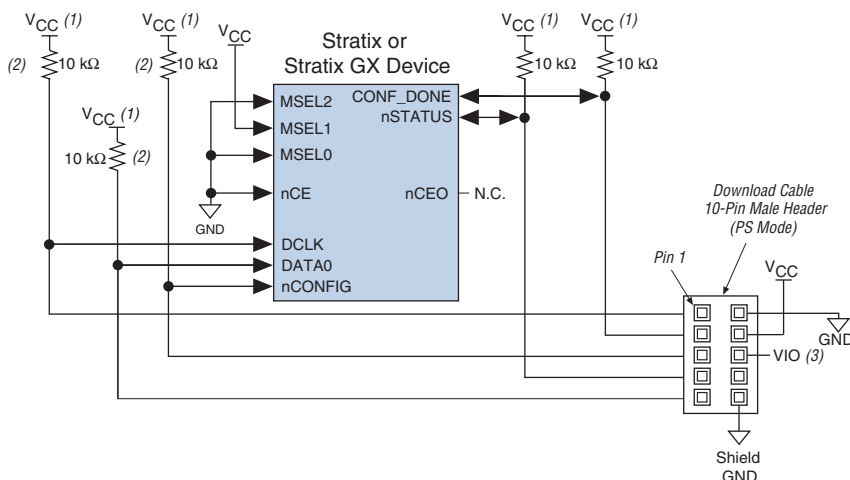 VCC (1)
VCC (1)
VCC
VCC (1)
VCC (1)
Stratix or
Stratix GX Device
(2) 10 kΩ
(2) 10 kΩ
10 kΩ
10 kΩ
VCC (1)
10 kΩ (2)
MSEL2
MSEL1
MSEL0
nCE
GND
DCLK
DATA0
nCONFIG
CONF_DONE
nSTATUS
nCEO
N.C.
Download Cable
10-Pin Male Header
(PS Mode)
Pin 1
VCC
GND
VIO (3)
Shield
GND